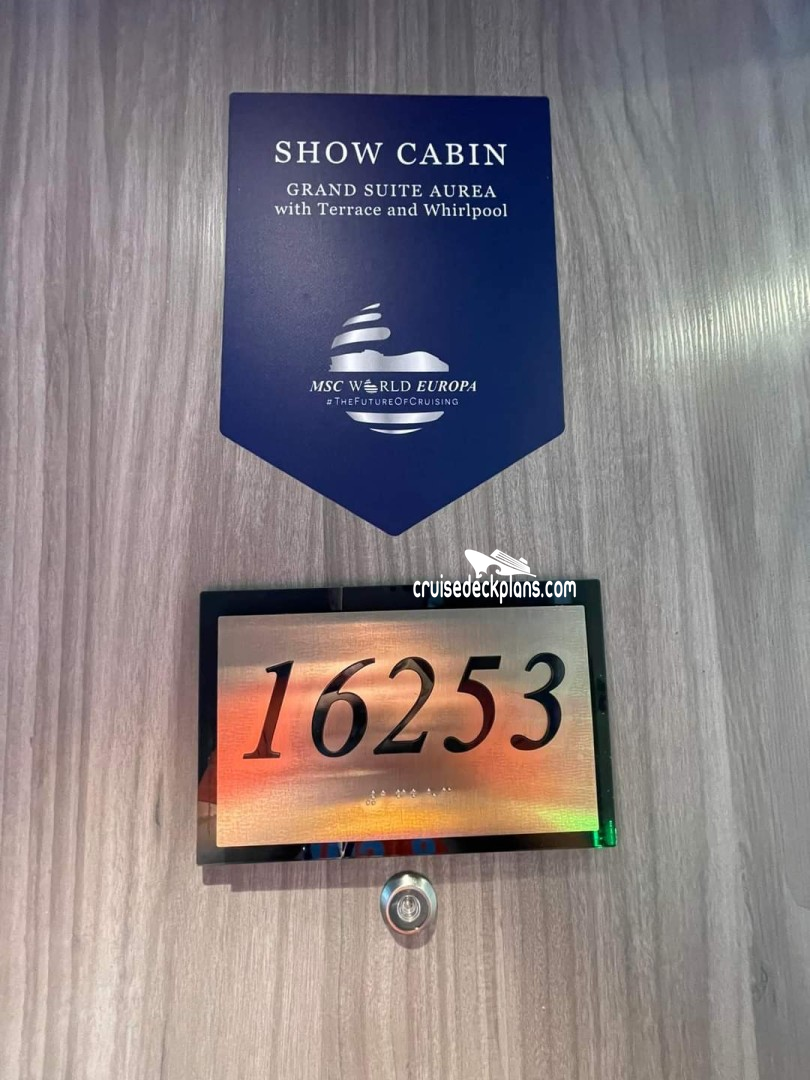 SHOW CABIN
GRAND SUITE AUREA
with Terrace and Whirlpool
MSC WORLD EUROPA
#THEFUTUREOFCRUISING
cruisedeckplans.com
16253